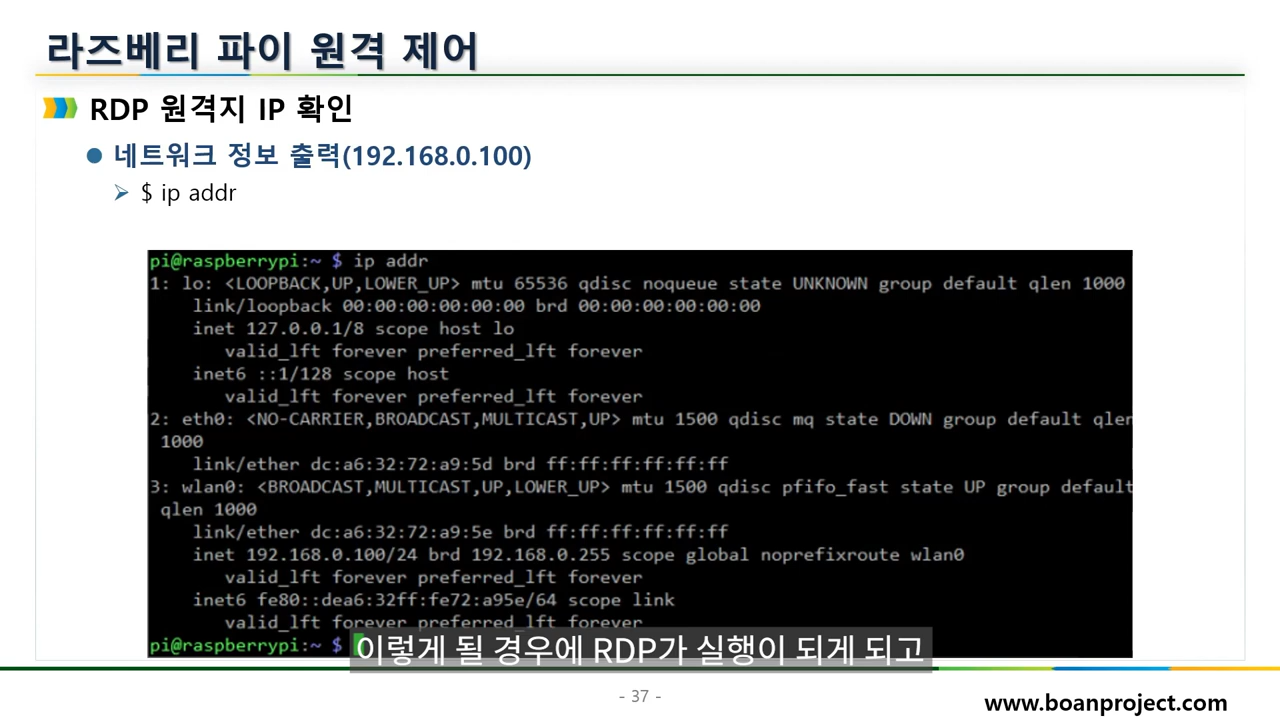 라즈베리 파이 원격 제어
RDP 원격지 IP 확인
네트워크 정보 출력(192.168.0.100)
$ ip addr
pi@raspberrypi:~ $ ip addr
1: lo: <LOOPBACK,UP,LOWER_UP> mtu 65536 qdisc noqueue state UNKNOWN group default qlen 1000
link/loopback 00:00:00:00:00:00 brd 00:00:00:00:00:00
inet 127.0.0.1/8 scope host lo
valid_lft forever preferred_lft forever
inet6 ::1/128 scope host
valid_lft forever preferred_lft forever
2: eth0: <NO-CARRIER,BROADCAST,MULTICAST,UP> mtu 1500 qdisc mq state DOWN group default qlen
1000
link/ether dc:a6:32:72:a9:5d brd ff:ff:ff:ff:ff:ff
3: wlan0: <BROADCAST,MULTICAST,UP,LOWER_UP> mtu 1500 qdisc pfifo_fast state UP group default
qlen 1000
link/ether dc:a6:32:72:a9:5e brd ff:ff:ff:ff:ff:ff
inet 192.168.0.100/24 brd 192.168.0.255 scope global noprefixroute wlan0
valid_lft forever preferred_lft forever
inet6 fe80::dea6:32ff:fe72:a95e/64 scope link
valid_lft forever preferred_lft forever
pi@raspberrypi:~ $
이렇게 될 경우에 RDP가 실행이 되게 되고
- 37 -
www.boanproject.com